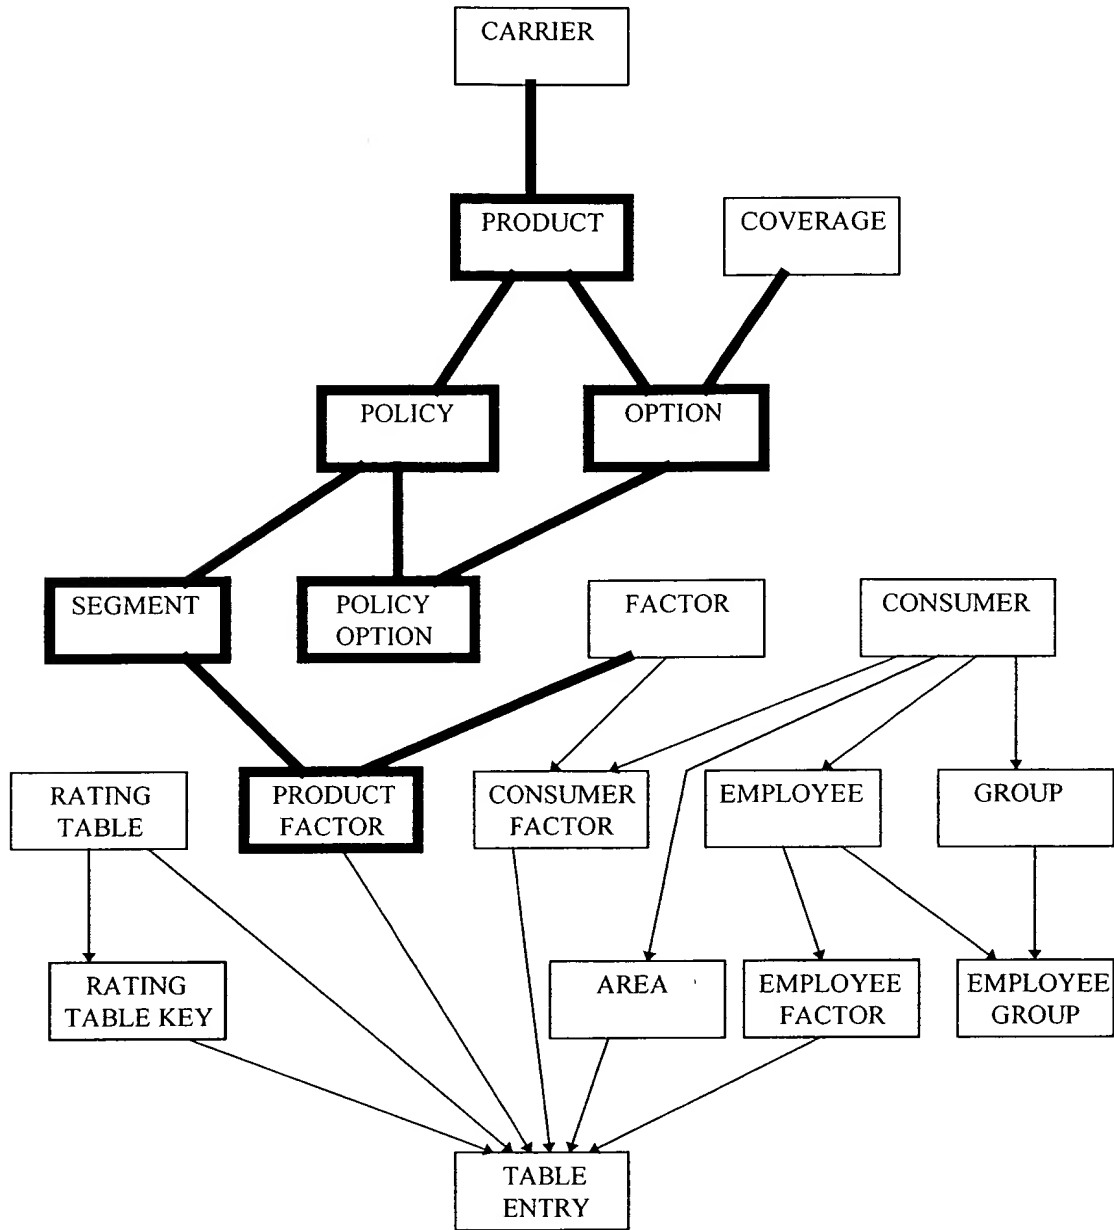 CARRIER
PRODUCT
COVERAGE
POLICY
OPTION
SEGMENT
POLICY
OPTION
FACTOR
CONSUMER
RATING
TABLE
PRODUCT
FACTOR
CONSUMER
FACTOR
EMPLOYEE
GROUP
RATING
TABLE KEY
AREA
EMPLOYEE
FACTOR
EMPLOYEE
GROUP
TABLE
ENTRY